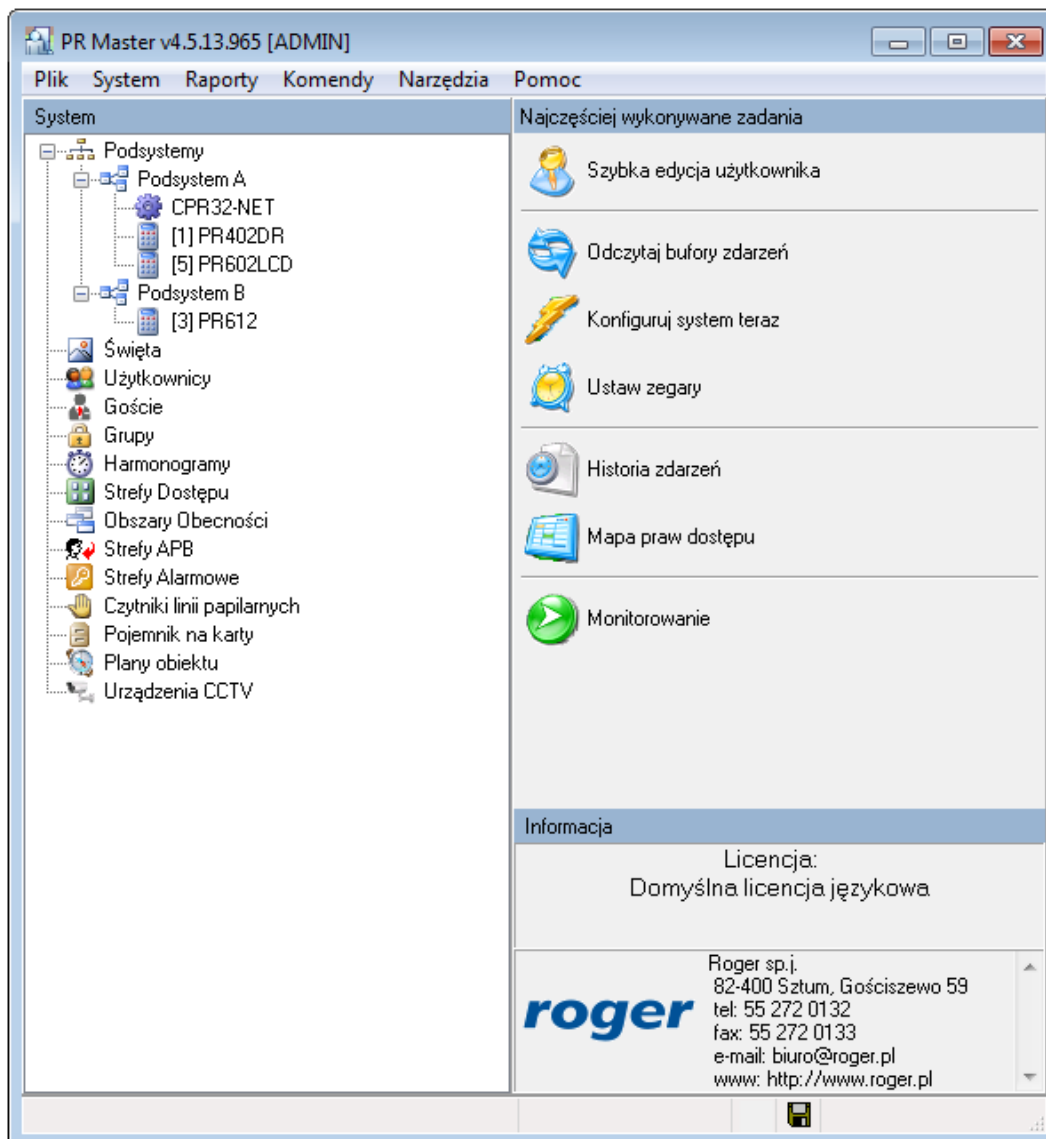 PR Master v4.5.13.965 [ADMIN]
Plik System Raporty Komendy Narzędzia Pomoc
System
Podsystemy
Podsystem A
CPR32-NET
[1] PR402DR
[5] PR602LCD
Podsystem B
[3] PR612
Święta
Użytkownicy
Goście
Grupy
Harmonogramy
Strefy Dostępu
Obszary Obecności
Strefy APB
Strefy Alarmowe
Czytniki linii papilarnych
Pojemnik na karty
Plany obiektu
Urządzenia CCTV
Najczęściej wykonywane zadania
Szybka edycja użytkownika
Odczytaj bufory zdarzeń
Konfiguruj system teraz
Ustaw zegary
Historia zdarzeń
Mapa praw dostępu
Monitorowanie
Informacja
Licencja:
Domyślna licencja językowa
roger
Roger sp.j.
82-400 Sztum, Gościszewo 59
tel: 55 272 0132
fax: 55 272 0133
e-mail: biuro@roger.pl
www: http://www.roger.pl